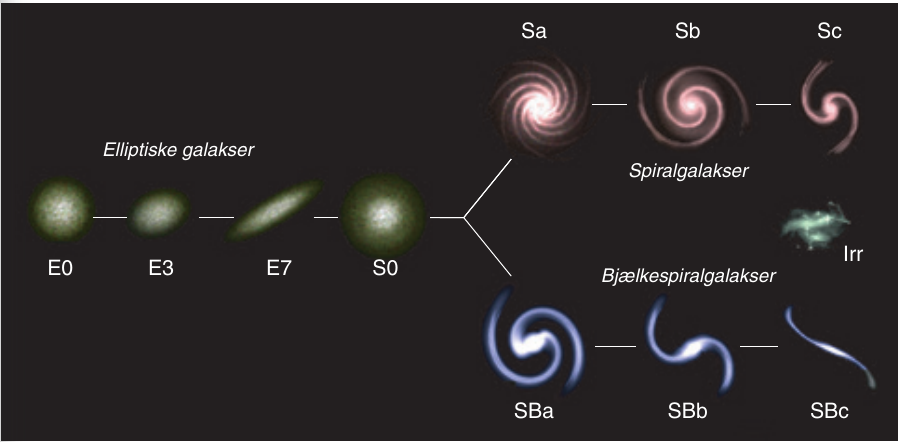 Sa Sb Sc
Elliptiske galakser
Spiralgalakser
E0 E3 E7 S0
Irr
Bjælkespiralgalakser
SBa SBb SBc